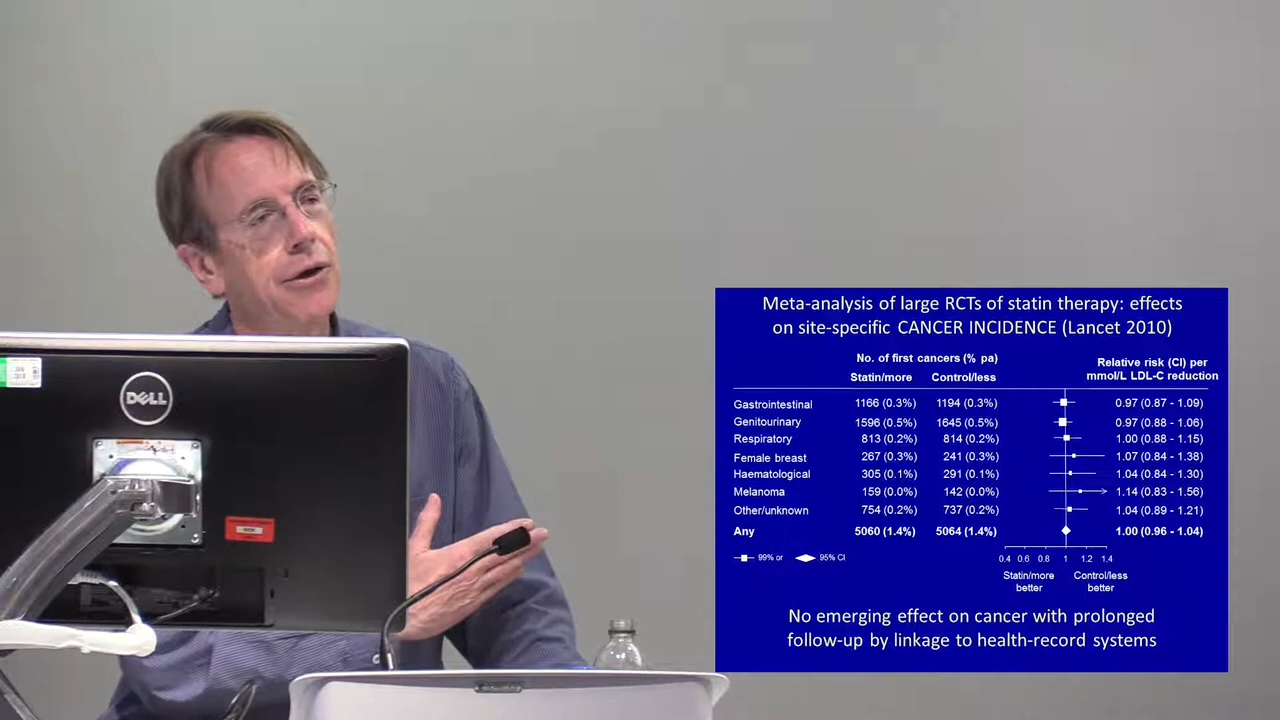 DELL
Meta-analysis of large RCTs of statin therapy: effects
on site-specific CANCER INCIDENCE (Lancet 2010)
No. of first cancers (% pa)
Relative risk (CI) per
mmol/L LDL-C reduction
Statin/more Control/less
Gastrointestinal 1166 (0.3%) 1194 (0.3%) 0.97 (0.87 - 1.09)
Genitourinary 1596 (0.5%) 1645 (0.5%) 0.97 (0.88 - 1.06)
Respiratory 813 (0.2%) 814 (0.2%) 1.00 (0.88 - 1.15)
Female breast 267 (0.3%) 241 (0.3%) 1.07 (0.84 - 1.38)
Haematological 305 (0.1%) 291 (0.1%) 1.04 (0.84 - 1.30)
Melanoma 159 (0.0%) 142 (0.0%) 1.14 (0.83 - 1.56)
Other/unknown 754 (0.2%) 737 (0.2%) 1.04 (0.89 - 1.21)
Any 5060 (1.4%) 5064 (1.4%) 1.00 (0.96 - 1.04)
99% or 95% CI
0.4 0.6 0.8 1 1.2 1.4
Statin/more Control/less
better better
No emerging effect on cancer with prolonged
follow-up by linkage to health-record systems